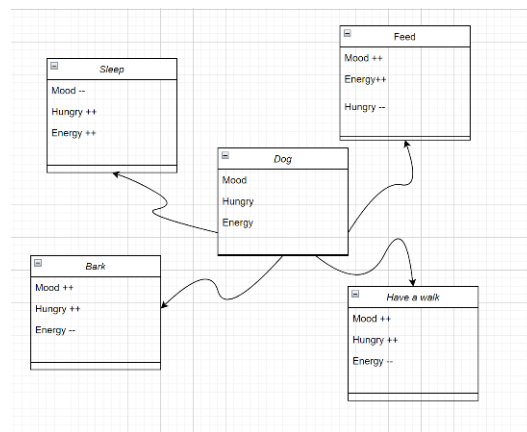 Sleep
Mood --
Hungry ++
Energy ++
Feed
Mood ++
Energy++
Hungry --
Dog
Mood
Hungry
Energy
Bark
Mood ++
Hungry ++
Energy --
Have a walk
Mood ++
Hungry ++
Energy --